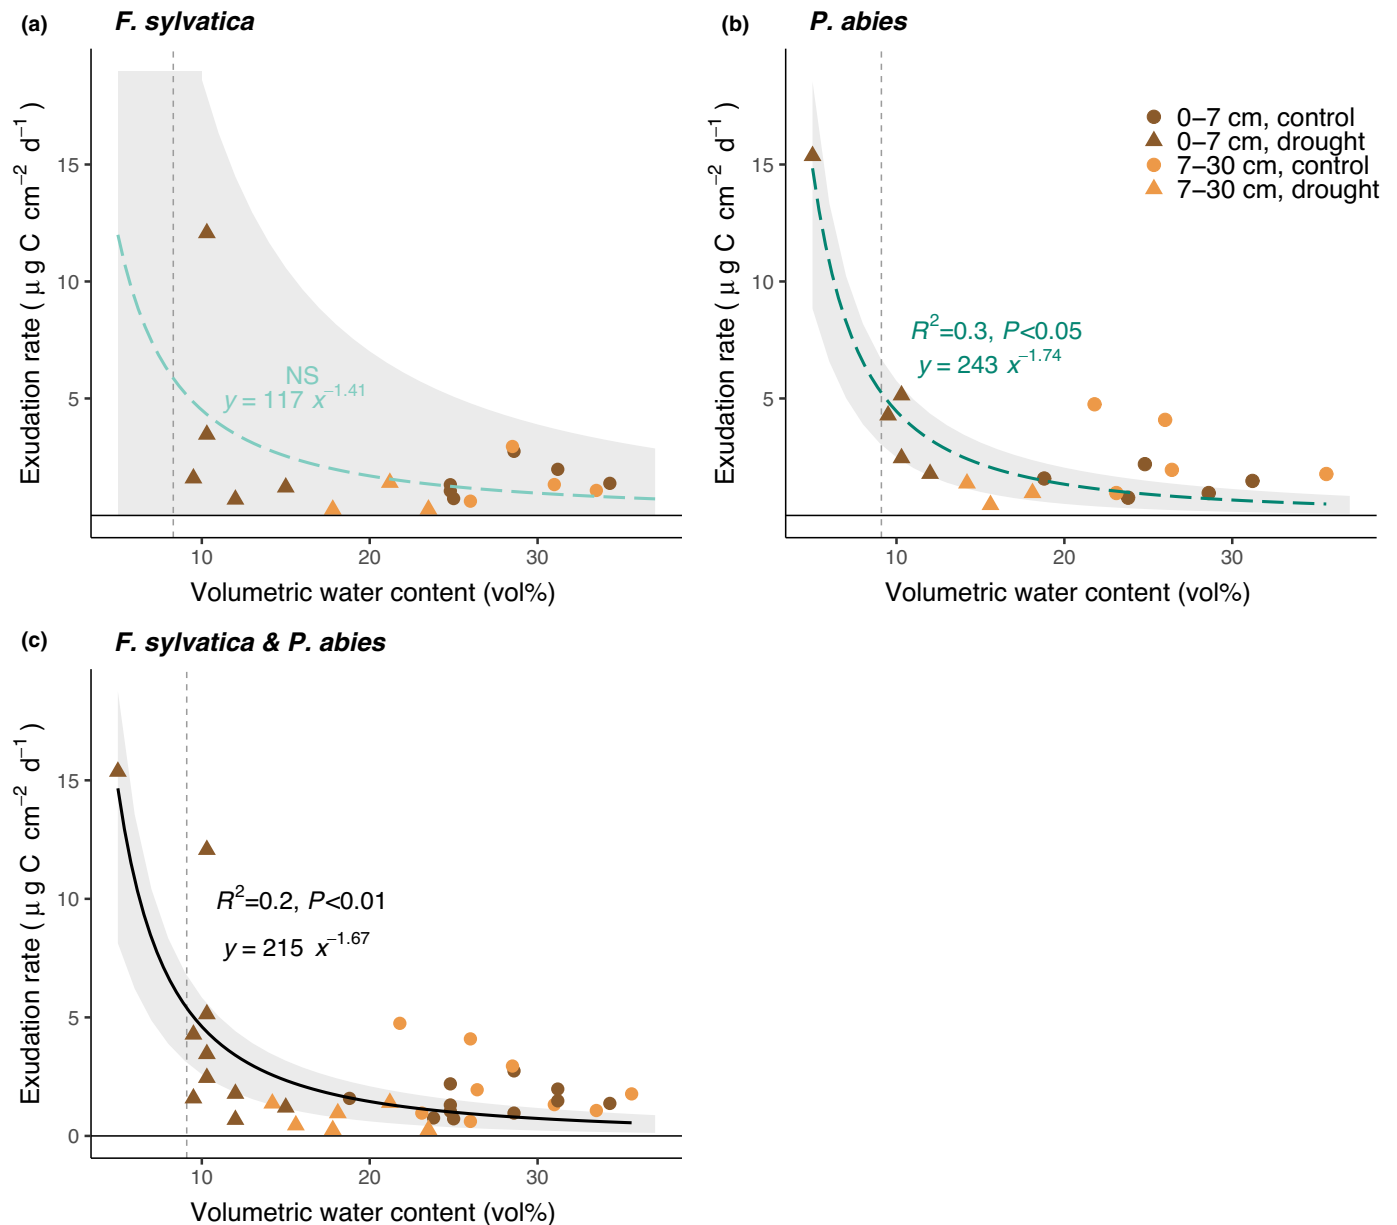 (a) F. sylvatica
Exudation rate ( μ g C cm−2 d−1 )
15
10
5
NS
y = 117 x−1.41
10 20 30
Volumetric water content (vol%)
(b) P. abies
Exudation rate ( μ g C cm−2 d−1 )
15
10
5
0−7 cm, control
0−7 cm, drought
7−30 cm, control
7−30 cm, drought
R2=0.3, P<0.05
y = 243 x−1.74
10 20 30
Volumetric water content (vol%)
(c) F. sylvatica & P. abies
Exudation rate ( μ g C cm−2 d−1 )
15
10
5
0
R2=0.2, P<0.01
y = 215 x−1.67
10 20 30
Volumetric water content (vol%)